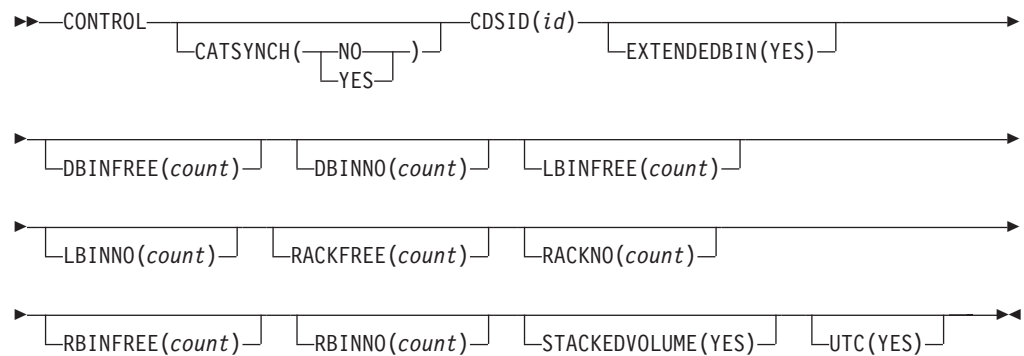 CONTROL CDSID(id)
CATSYNCH( NO ) EXTENDEDBIN(YES)
YES
DBINFREE(count) DBINNO(count) LBINFREE(count)
LBINNO(count) RACKFREE(count) RACKNO(count)
RBINFREE(count) RBINNO(count) STACKEDVOLUME(YES) UTC(YES)